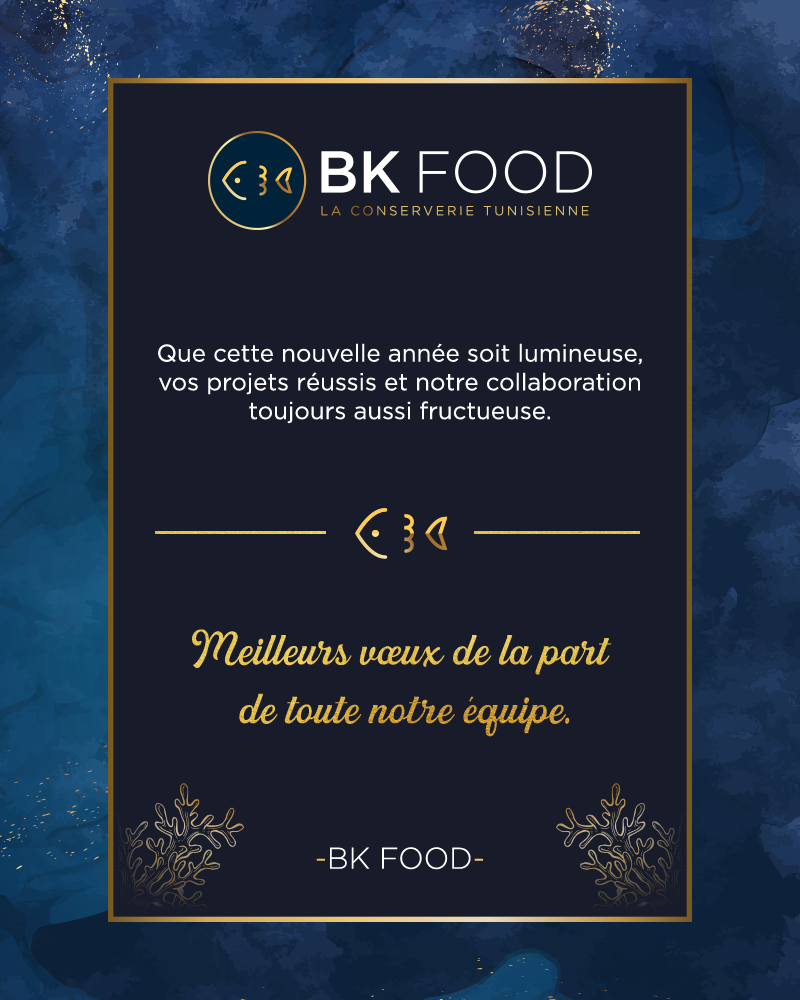 BK FOOD
LA CONSERVERIE TUNISIENNE
Que cette nouvelle année soit lumineuse,
vos projets réussis et notre collaboration
toujours aussi fructueuse.
Meilleurs vœux de la part
de toute notre équipe.
-BK FOOD-